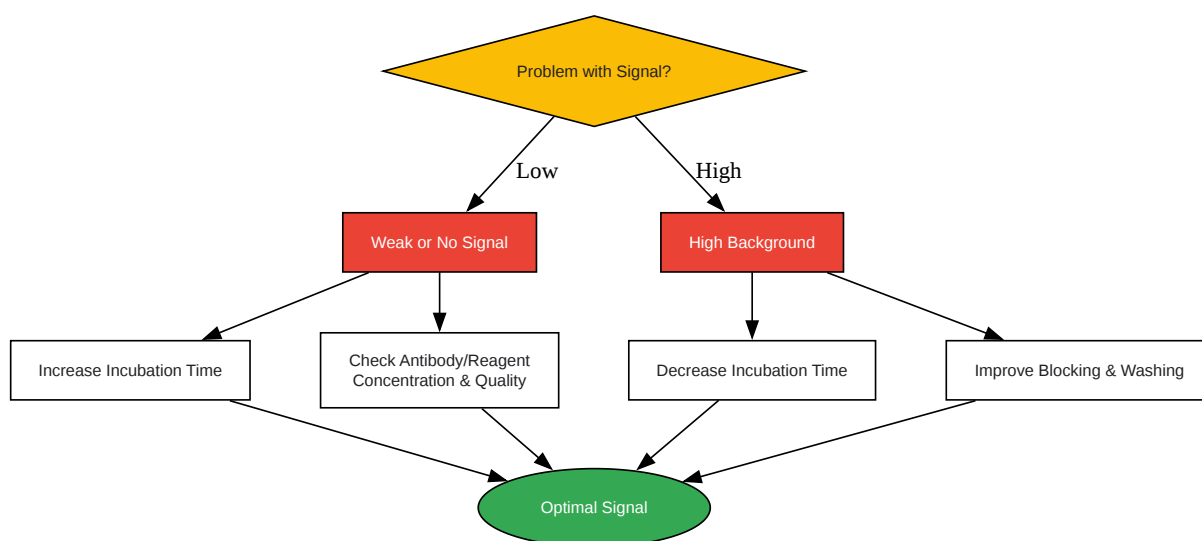 Problem with Signal?
Low
High
Weak or No Signal
High Background
Increase Incubation Time
Check Antibody/Reagent
Concentration & Quality
Decrease Incubation Time
Improve Blocking & Washing
Optimal Signal